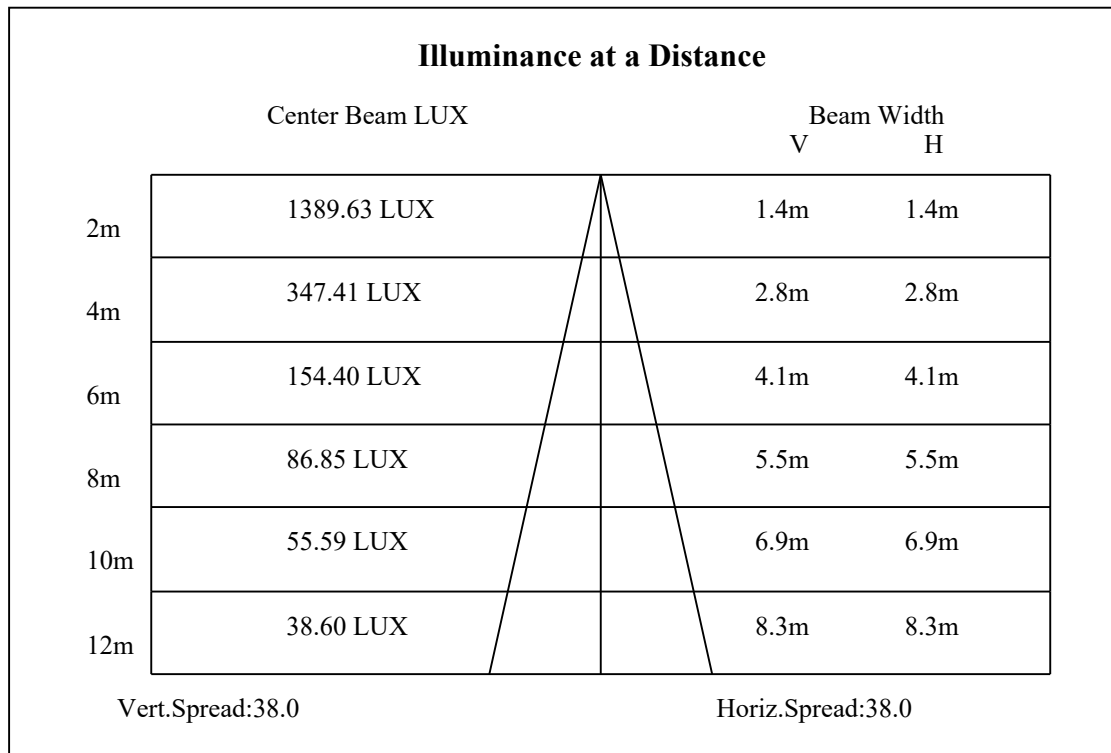 Illuminance at a Distance
Center Beam LUX Beam Width
V H
2m 1389.63 LUX 1.4m 1.4m
4m 347.41 LUX 2.8m 2.8m
6m 154.40 LUX 4.1m 4.1m
8m 86.85 LUX 5.5m 5.5m
10m 55.59 LUX 6.9m 6.9m
12m 38.60 LUX 8.3m 8.3m
Vert.Spread:38.0 Horiz.Spread:38.0